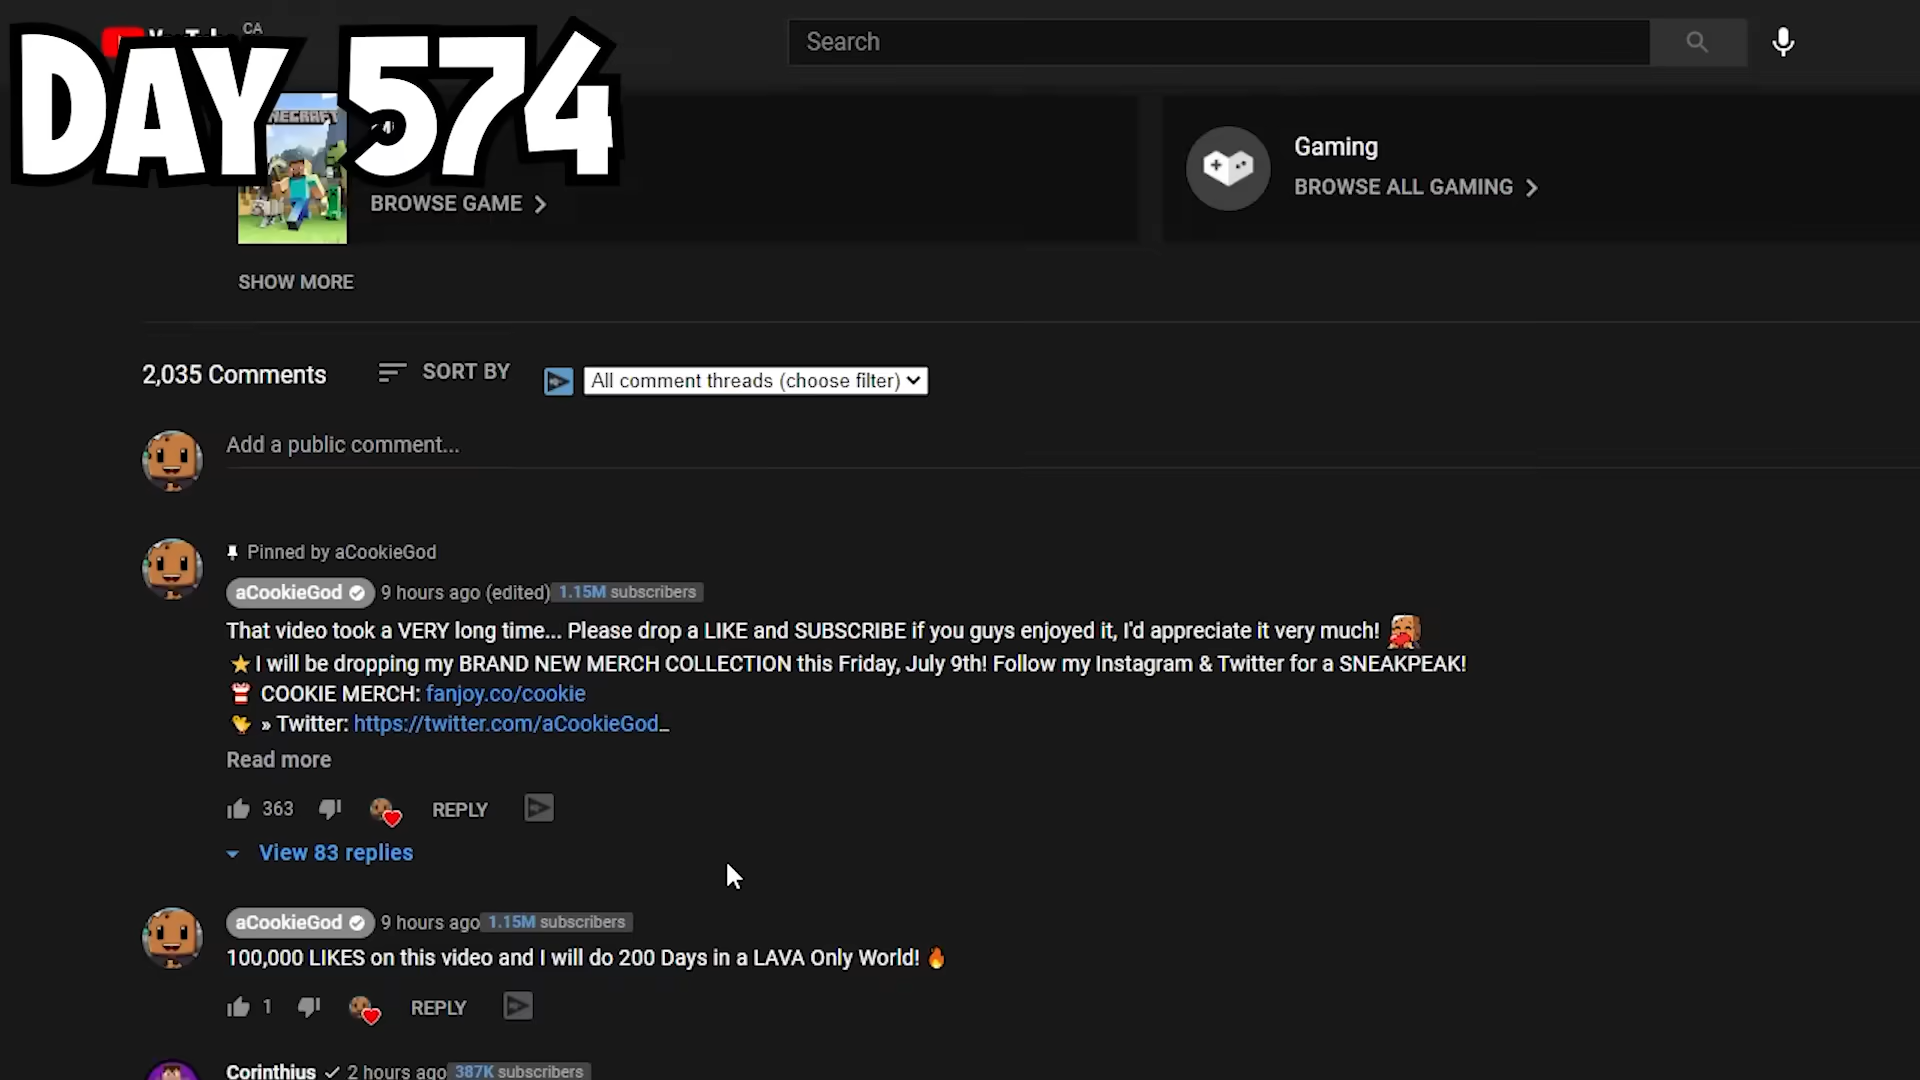 CA
Search
DAY 574
Gaming
BROWSE ALL GAMING
BROWSE GAME
SHOW MORE
2,035 Comments
SORT BY
All comment threads (choose filter)
Add a public comment...
Pinned by aCookieGod
aCookieGod 9 hours ago (edited) 1.15M subscribers
That video took a VERY long time... Please drop a LIKE and SUBSCRIBE if you guys enjoyed it, I'd appreciate it very much!
⭐I will be dropping my BRAND NEW MERCH COLLECTION this Friday, July 9th! Follow my Instagram & Twitter for a SNEAKPEAK!
COOKIE MERCH: fanjoy.co/cookie
» Twitter: https://twitter.com/aCookieGod_
Read more
363 REPLY
View 83 replies
aCookieGod 9 hours ago 1.15M subscribers
100,000 LIKES on this video and I will do 200 Days in a LAVA Only World! 🔥
1 REPLY
Corinthius 2 hours ago 387K subscribers